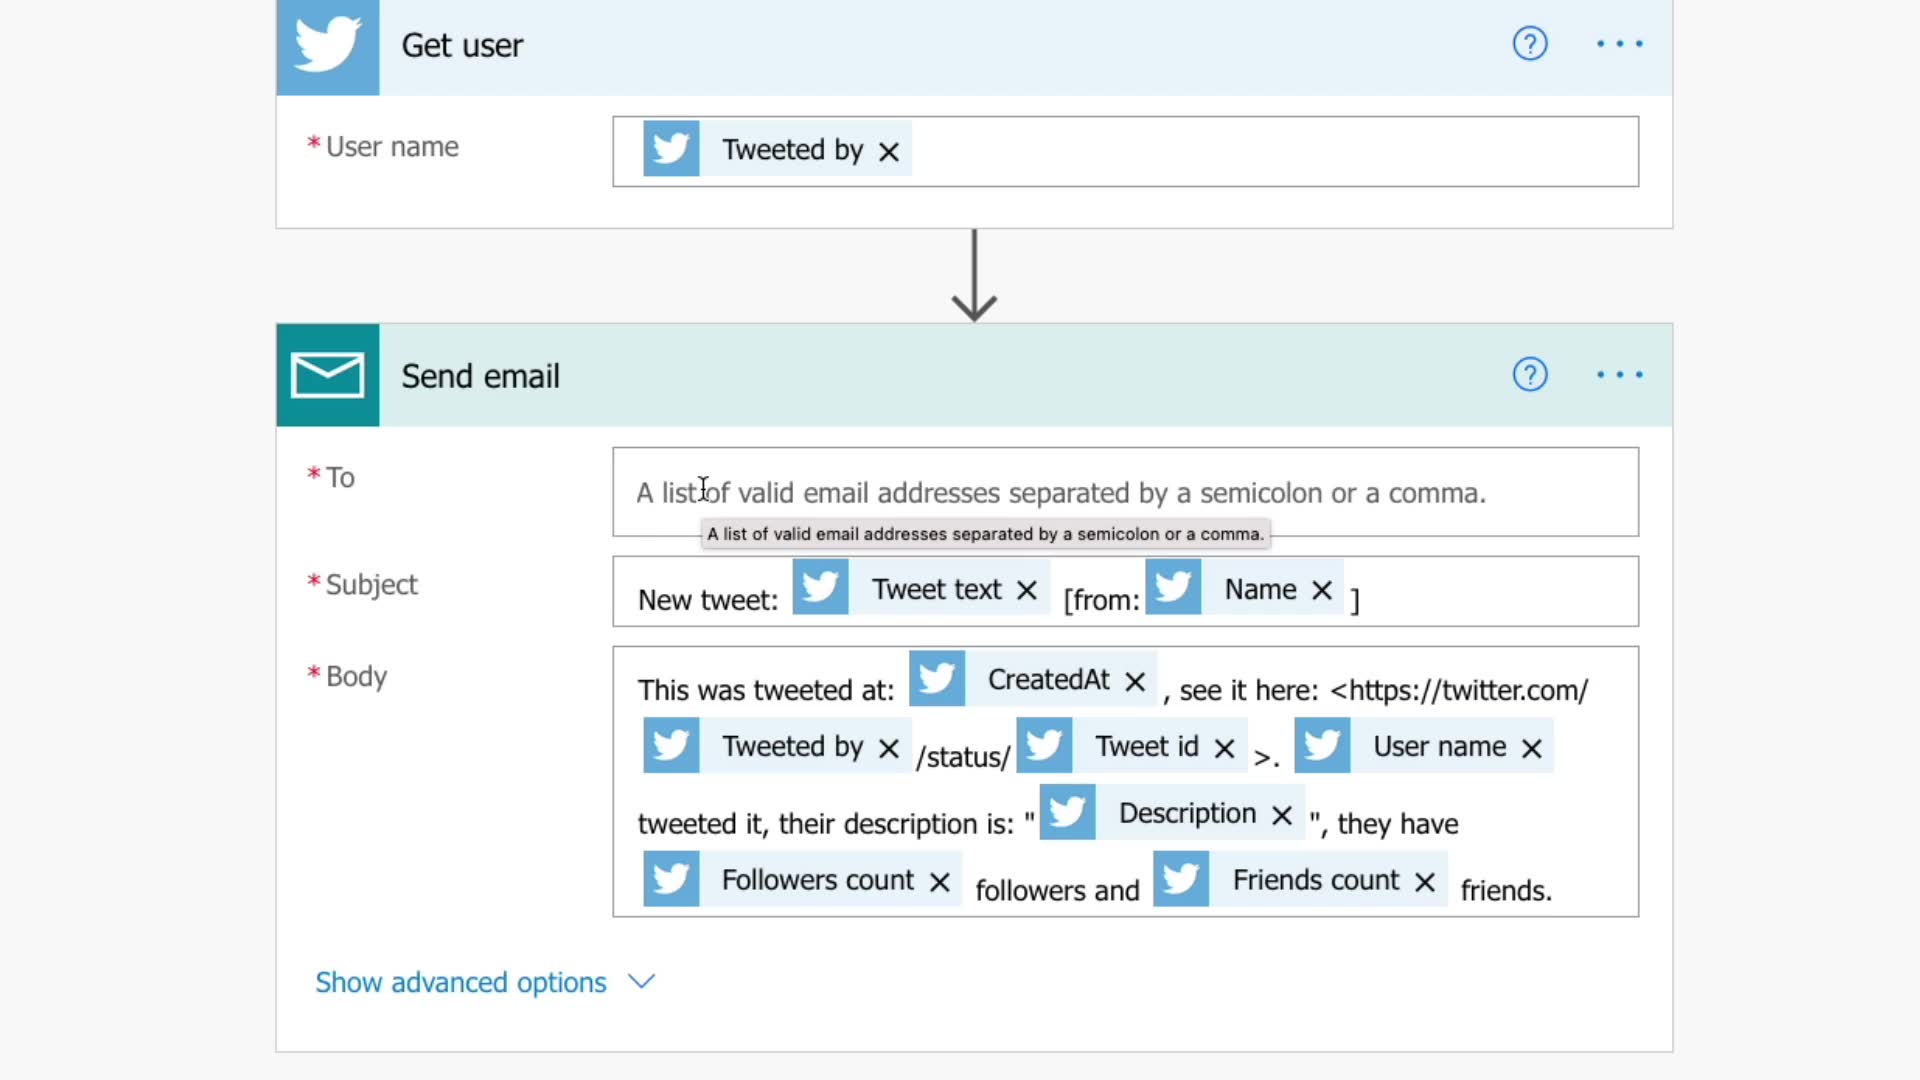 Get user
* User name
Tweeted by ×
Send email
* To
A list of valid email addresses separated by a semicolon or a comma.
A list of valid email addresses separated by a semicolon or a comma.
* Subject
New tweet: Tweet text × [from: Name × ]
* Body
This was tweeted at: CreatedAt × , see it here: <https://twitter.com/
Tweeted by × /status/ Tweet id × >. User name ×
tweeted it, their description is: " Description × ", they have
Followers count × followers and Friends count × friends.
Show advanced options